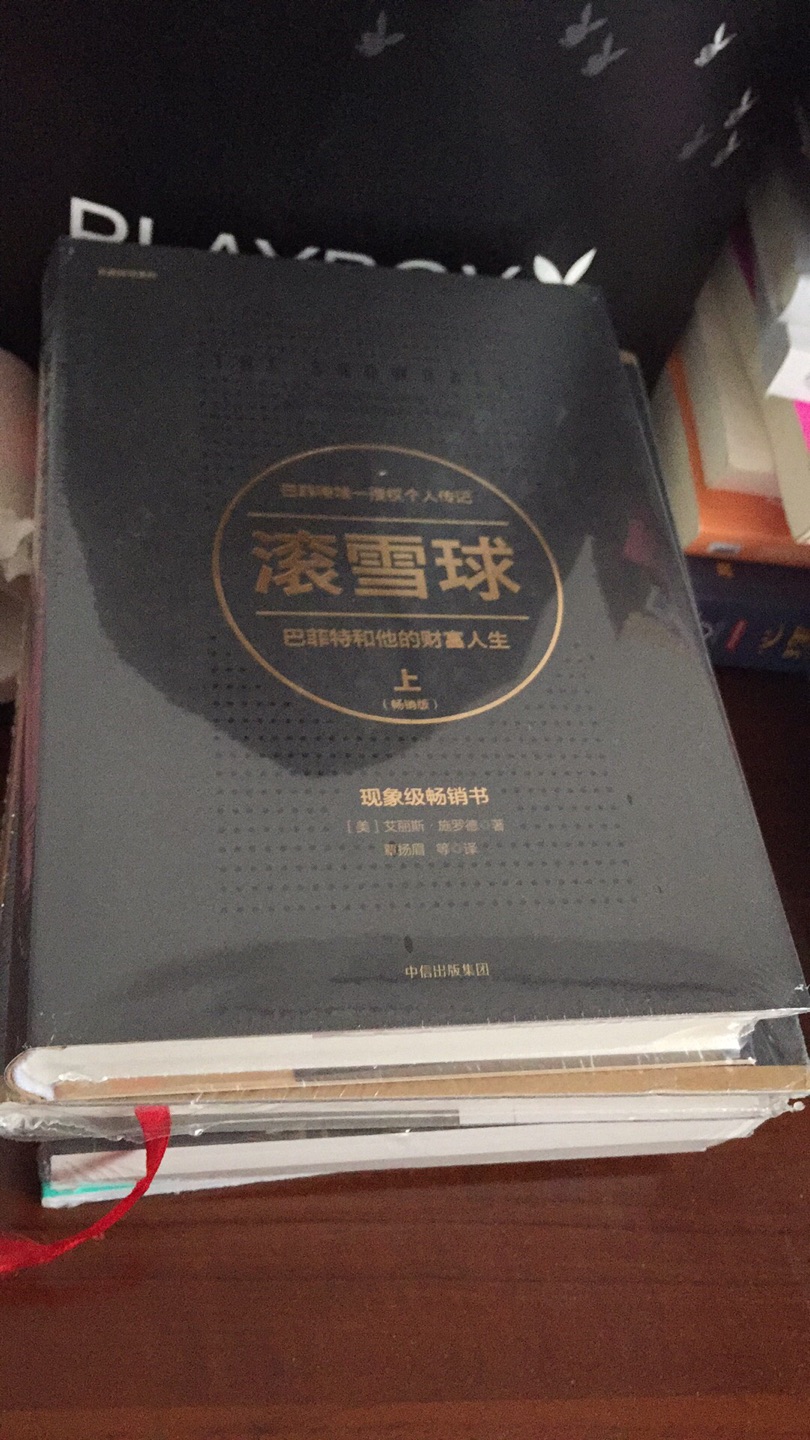 PLAYBOY
THE SNOWBALL
巴菲特唯一授权个人传记
滚雪球
巴菲特和他的财富人生
上
(畅销版)
现象级畅销书
[美]艾丽斯·施罗德◇著
覃扬眉 等◇译
中信出版集团